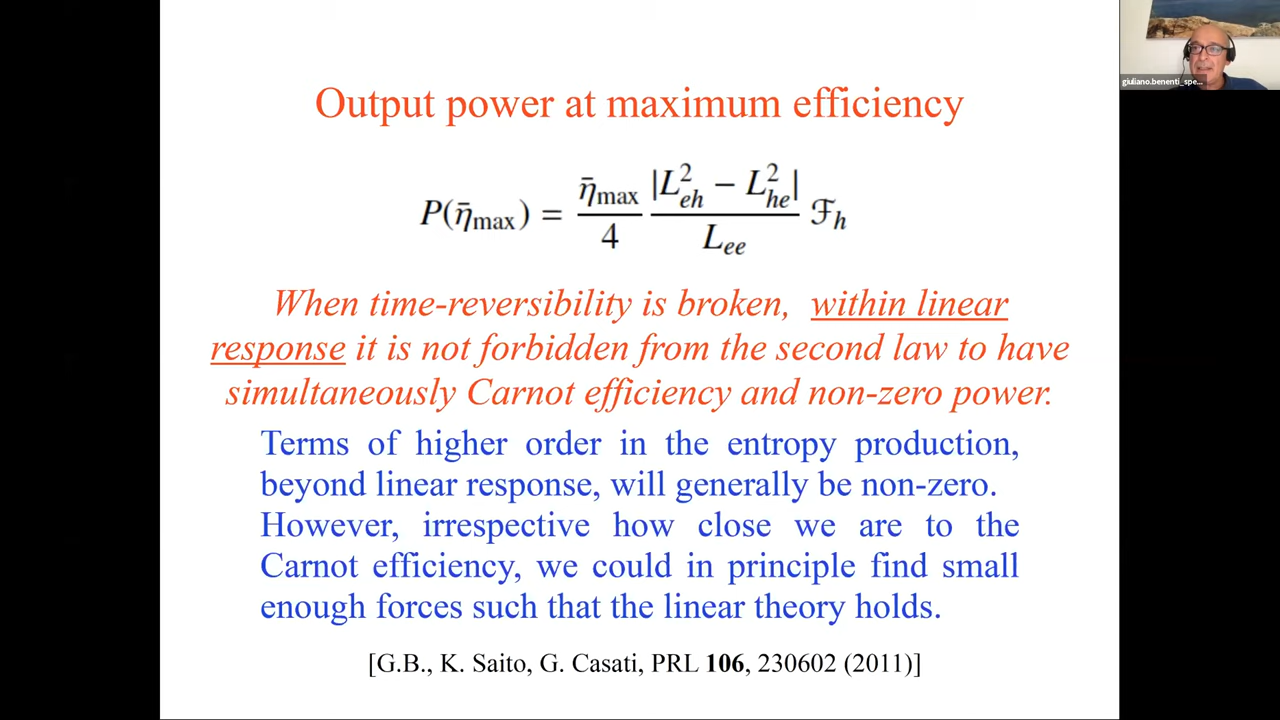 giuliano.benenti_spe...
Output power at maximum efficiency
P(η̄max) = η̄max/4 |L²eh − L²he|/Lee ℱh
When time-reversibility is broken, within linear
response it is not forbidden from the second law to have
simultaneously Carnot efficiency and non-zero power.
Terms of higher order in the entropy production,
beyond linear response, will generally be non-zero.
However, irrespective how close we are to the
Carnot efficiency, we could in principle find small
enough forces such that the linear theory holds.
[G.B., K. Saito, G. Casati, PRL 106, 230602 (2011)]